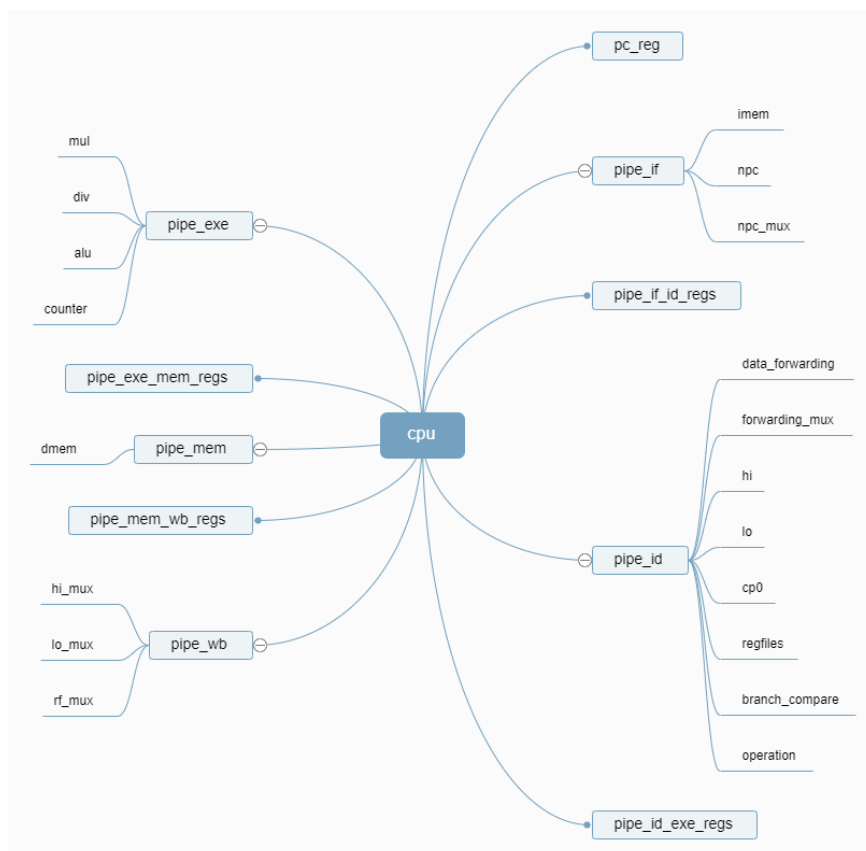 cpu
pc_reg
pipe_if
imem
npc
npc_mux
pipe_if_id_regs
pipe_id
data_forwarding
forwarding_mux
hi
lo
cp0
regfiles
branch_compare
operation
pipe_id_exe_regs
pipe_exe
mul
div
alu
counter
pipe_exe_mem_regs
pipe_mem
dmem
pipe_mem_wb_regs
pipe_wb
hi_mux
lo_mux
rf_mux